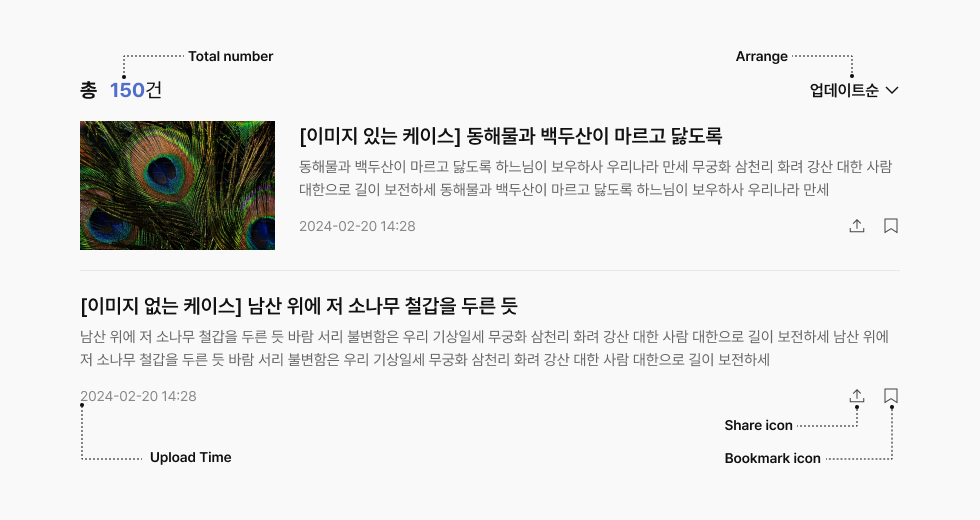 Total number
Arrange
총 150건
업데이트순
[이미지 있는 케이스] 동해물과 백두산이 마르고 닳도록
동해물과 백두산이 마르고 닳도록 하느님이 보우하사 우리나라 만세 무궁화 삼천리 화려 강산 대한 사람
대한으로 길이 보전하세 동해물과 백두산이 마르고 닳도록 하느님이 보우하사 우리나라 만세
2024-02-20 14:28
[이미지 없는 케이스] 남산 위에 저 소나무 철갑을 두른 듯
남산 위에 저 소나무 철갑을 두른 듯 바람 서리 불변함은 우리 기상일세 무궁화 삼천리 화려 강산 대한 사람 대한으로 길이 보전하세 남산 위에
저 소나무 철갑을 두른 듯 바람 서리 불변함은 우리 기상일세 무궁화 삼천리 화려 강산 대한 사람 대한으로 길이 보전하세
2024-02-20 14:28
Share icon
Upload Time
Bookmark icon